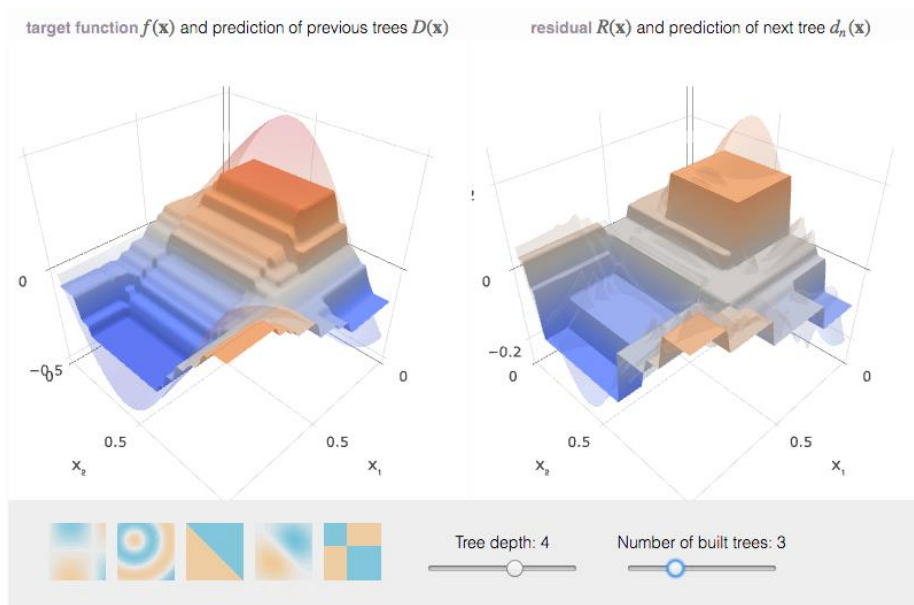 target function f(x) and prediction of previous trees D(x)
residual R(x) and prediction of next tree dₙ(x)
0
0.5
x₂
0.5
x₁
0
0
−0.2
0
0.5
x₂
0.5
x₁
0
Tree depth: 4
Number of built trees: 3